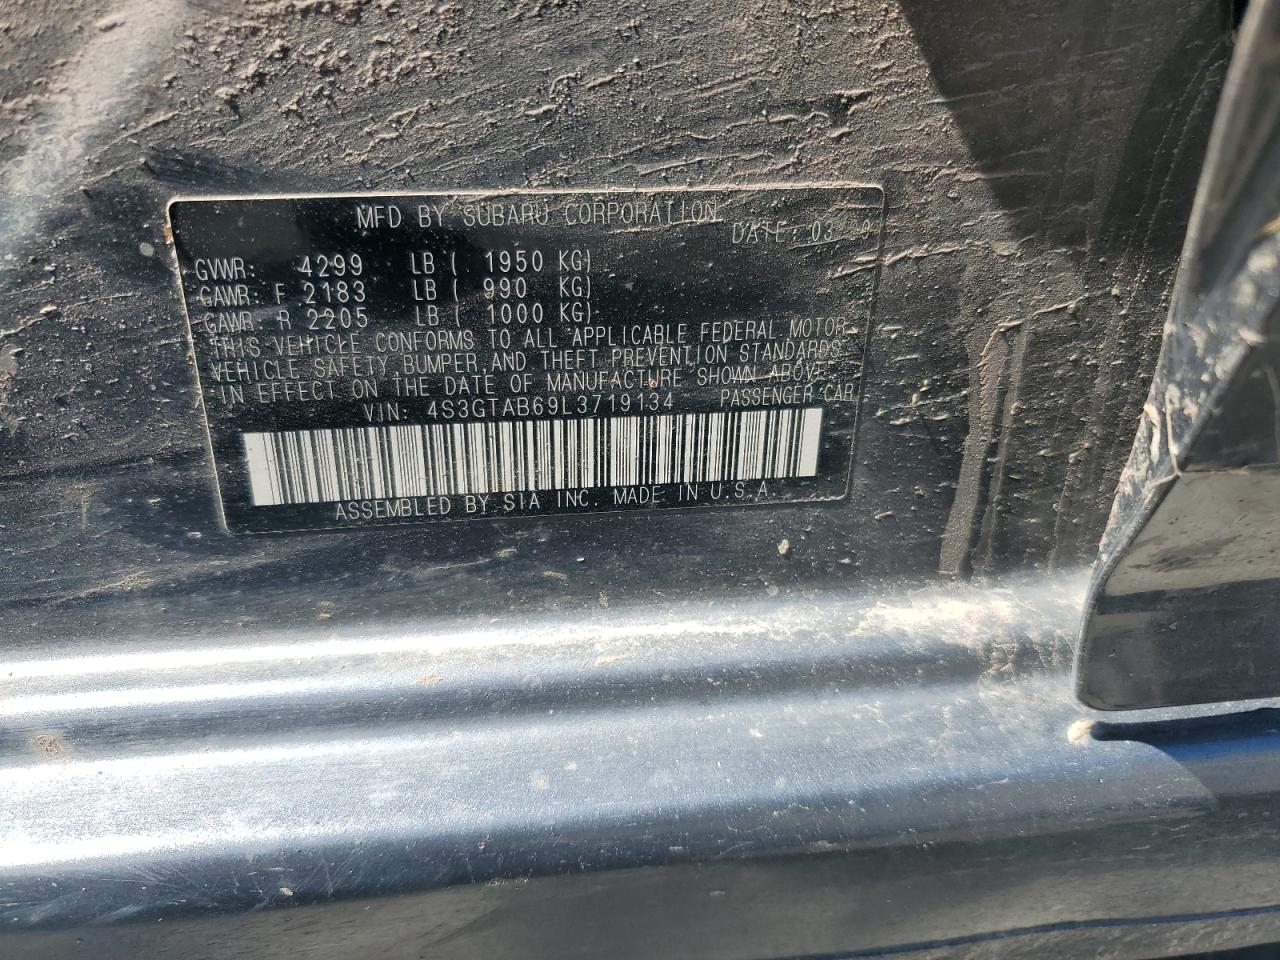 MFD BY SUBARU CORPORATION
DATE: 03
GVWR: 4299 LB ( 1950 KG)
GAWR: F 2183 LB ( 990 KG)
GAWR R 2205 LB ( 1000 KG)
THIS VEHICLE CONFORMS TO ALL APPLICABLE FEDERAL MOTOR
VEHICLE SAFETY BUMPER, AND THEFT PREVENTION STANDARDS
IN EFFECT ON THE DATE OF MANUFACTURE SHOWN ABOVE.
VIN: 4S3GTAB69L3719134 PASSENGER CAR
ASSEMBLED BY SIA INC. MADE IN U.S.A.